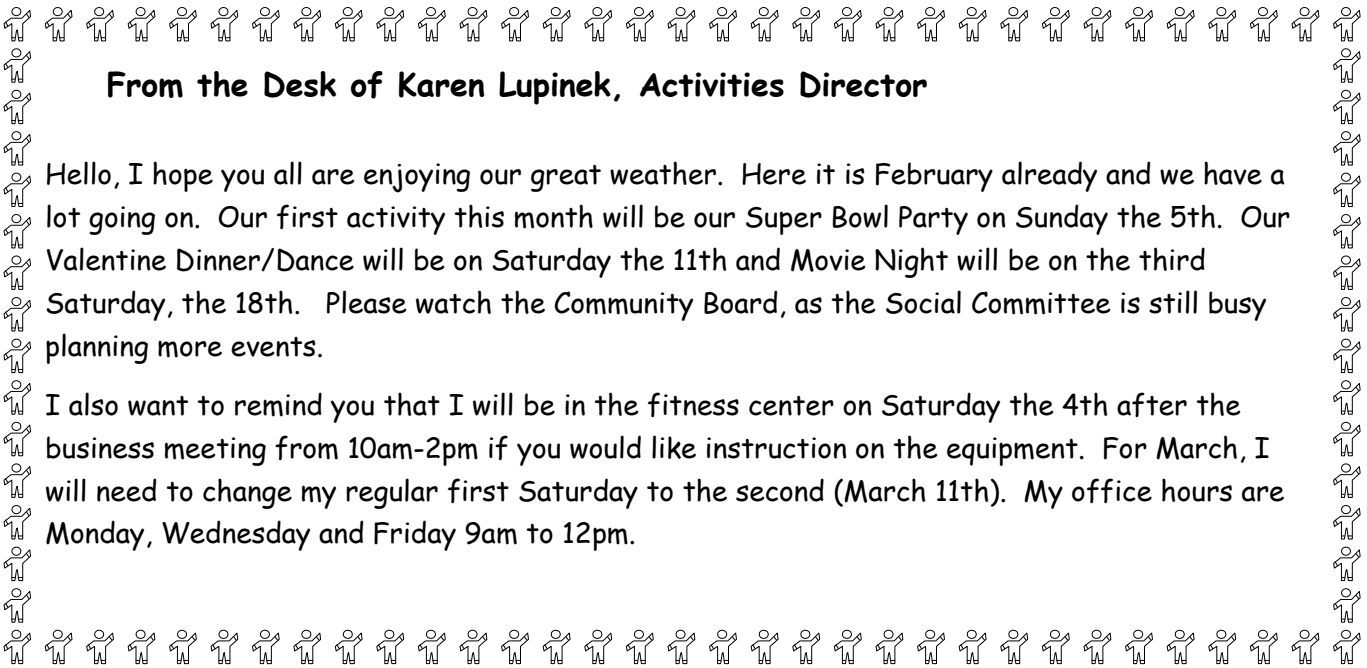 From the Desk of Karen Lupinek, Activities Director
Hello, I hope you all are enjoying our great weather.  Here it is February already and we have a
lot going on.  Our first activity this month will be our Super Bowl Party on Sunday the 5th.  Our
Valentine Dinner/Dance will be on Saturday the 11th and Movie Night will be on the third
Saturday, the 18th.   Please watch the Community Board, as the Social Committee is still busy
planning more events.
I also want to remind you that I will be in the fitness center on Saturday the 4th after the
business meeting from 10am-2pm if you would like instruction on the equipment.  For March, I
will need to change my regular first Saturday to the second (March 11th).  My office hours are
Monday, Wednesday and Friday 9am to 12pm.